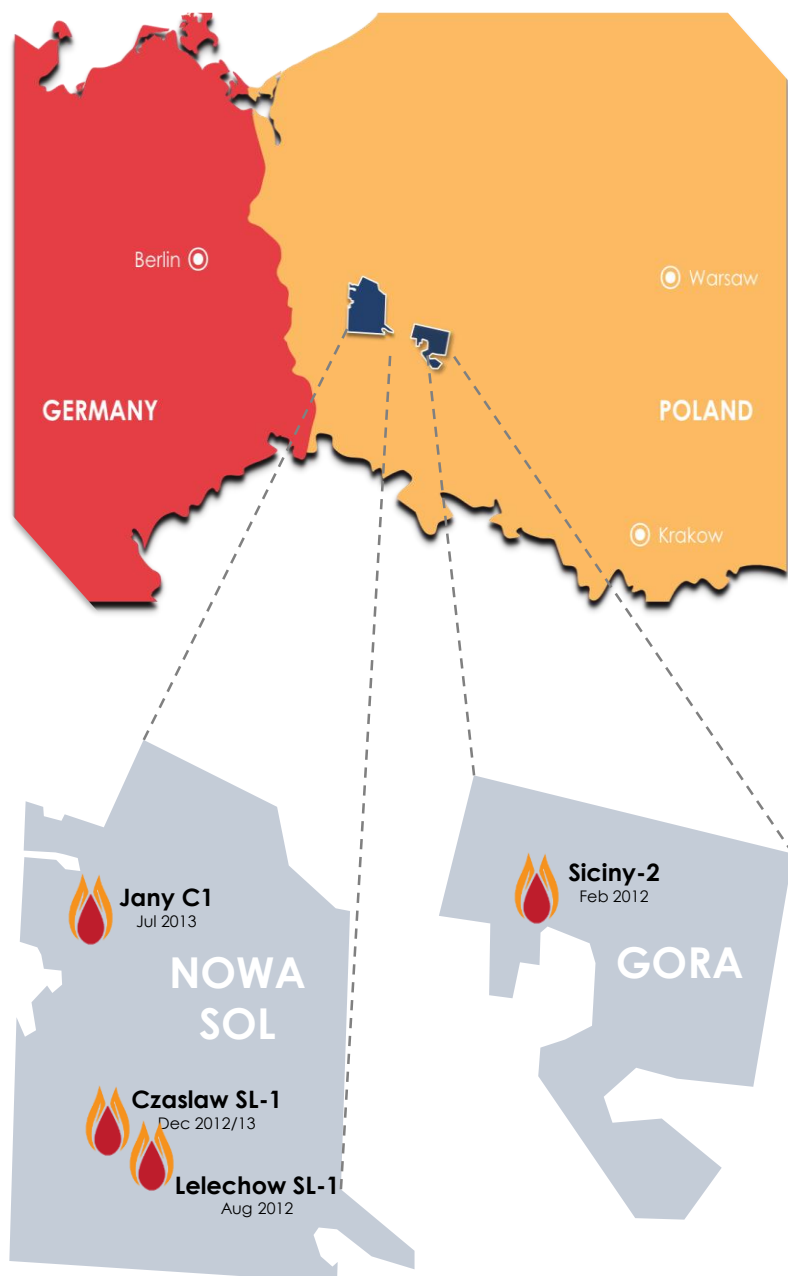 Berlin
Warsaw
GERMANY
POLAND
Krakow
Jany C1
Jul 2013
NOWA
SOL
Czaslaw SL-1
Dec 2012/13
Lelechow SL-1
Aug 2012
Siciny-2
Feb 2012
GORA